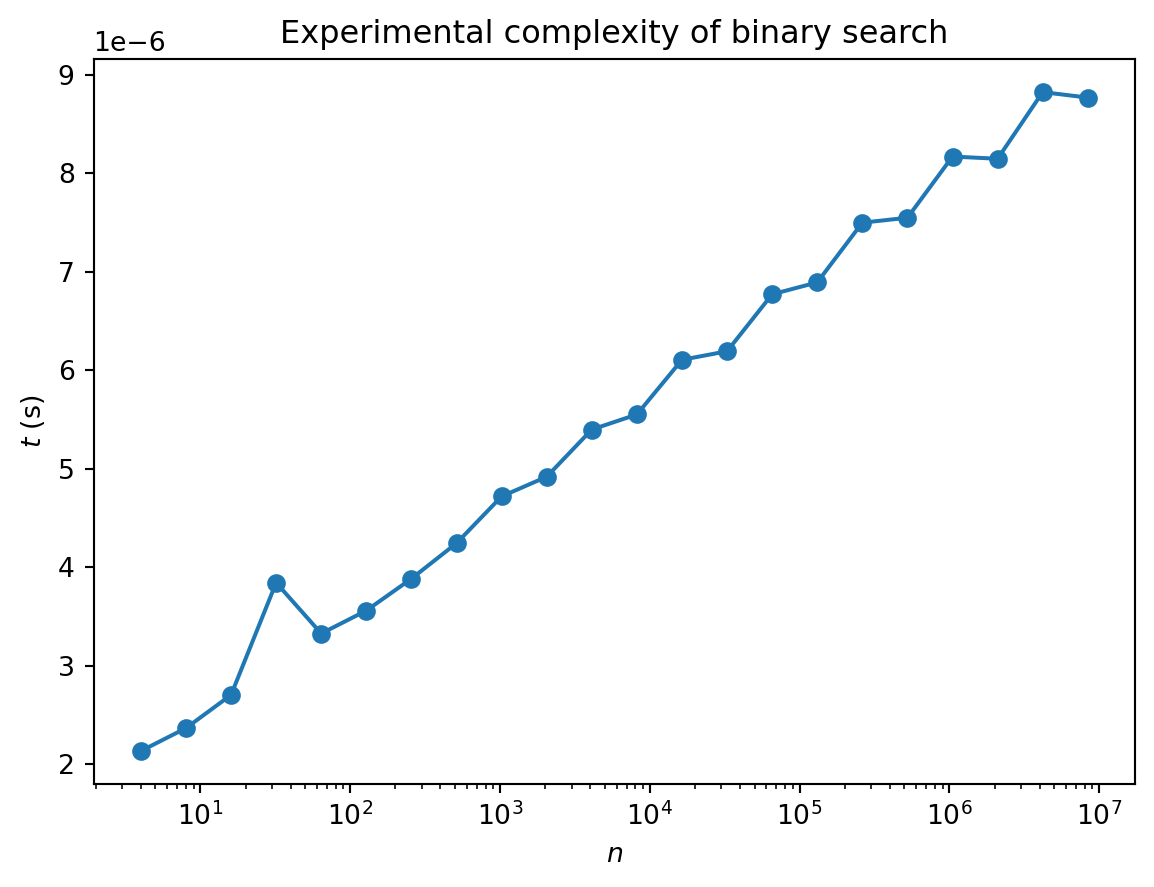 Experimental complexity of binary search
1e−6
9
8
7
6
5
4
3
2
t (s)
10¹ 10² 10³ 10⁴ 10⁵ 10⁶ 10⁷
n